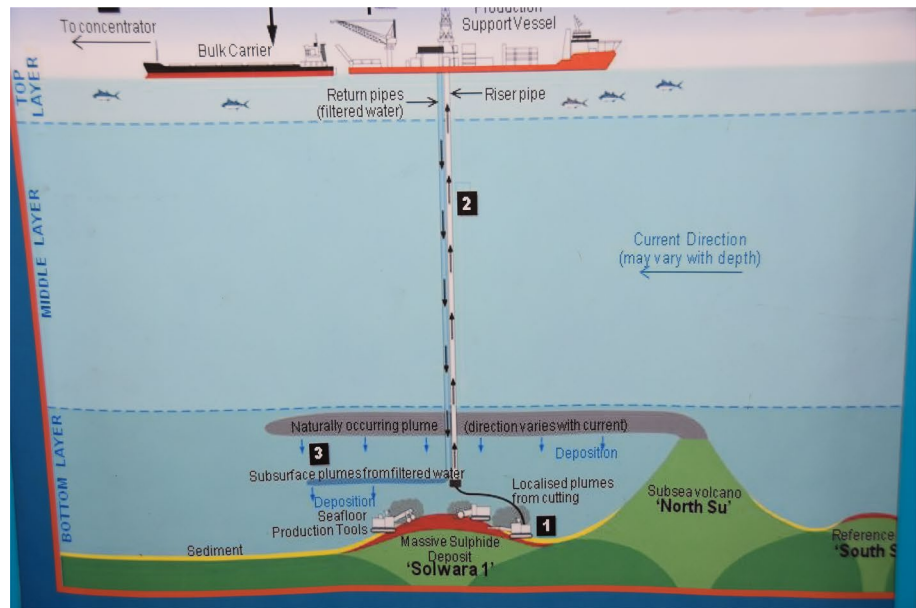 Production
Support Vessel
To concentrator
Bulk Carrier
TOP
LAYER
Return pipes
(filtered water)
Riser pipe
2
MIDDLE LAYER
Current Direction
(may vary with depth)
BOTTOM LAYER
Naturally occurring plume (direction varies with current)
3
Deposition
Subsurface plumes from filtered water
Deposition
Localised plumes
from cutting
Subsea volcano
'North Su'
Seafloor
Production Tools
1
Sediment
Massive Sulphide
Deposit
'Solwara 1'
Reference
'South S